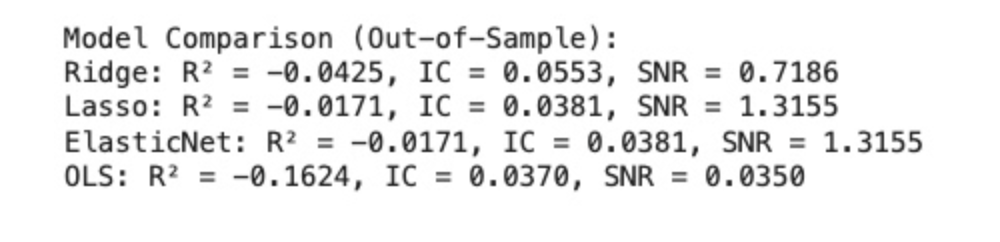 Model Comparison (Out-of-Sample):
Ridge: R² = -0.0425, IC = 0.0553, SNR = 0.7186
Lasso: R² = -0.0171, IC = 0.0381, SNR = 1.3155
ElasticNet: R² = -0.0171, IC = 0.0381, SNR = 1.3155
OLS: R² = -0.1624, IC = 0.0370, SNR = 0.0350